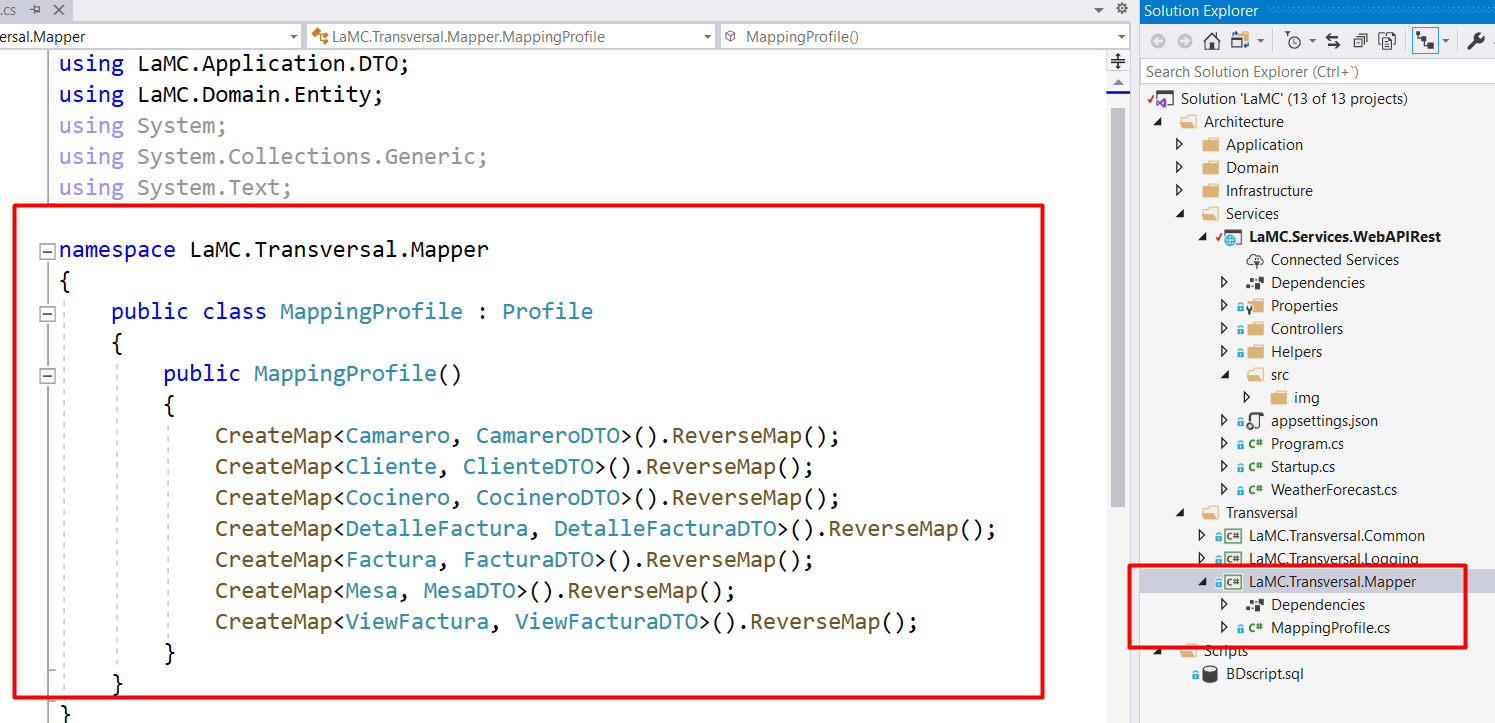 .cs
ersal.Mapper
LaMC.Transversal.Mapper.MappingProfile
MappingProfile()
using LaMC.Application.DTO;
using LaMC.Domain.Entity;
using System;
using System.Collections.Generic;
using System.Text;
namespace LaMC.Transversal.Mapper
{
public class MappingProfile : Profile
{
public MappingProfile()
{
CreateMap<Camarero, CamareroDTO>().ReverseMap();
CreateMap<Cliente, ClienteDTO>().ReverseMap();
CreateMap<Cocinero, CocineroDTO>().ReverseMap();
CreateMap<DetalleFactura, DetalleFacturaDTO>().ReverseMap();
CreateMap<Factura, FacturaDTO>().ReverseMap();
CreateMap<Mesa, MesaDTO>().ReverseMap();
CreateMap<ViewFactura, ViewFacturaDTO>().ReverseMap();
}
}
}
Solution Explorer
Search Solution Explorer (Ctrl+`)
Solution 'LaMC' (13 of 13 projects)
Architecture
Application
Domain
Infrastructure
Services
LaMC.Services.WebAPIRest
Connected Services
Dependencies
Properties
Controllers
Helpers
src
img
appsettings.json
C# Program.cs
C# Startup.cs
C# WeatherForecast.cs
Transversal
C# LaMC.Transversal.Common
C# LaMC.Transversal.Logging
C# LaMC.Transversal.Mapper
Dependencies
C# MappingProfile.cs
Scripts
BDscript.sql